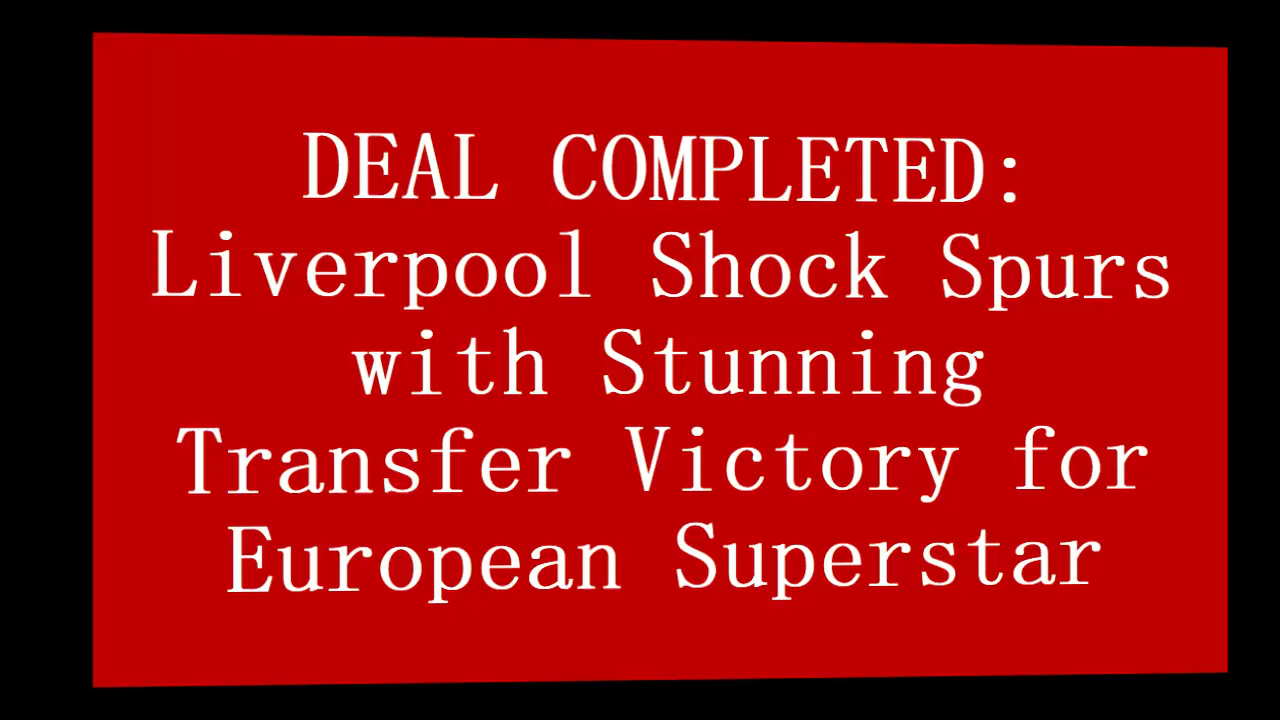 DEAL COMPLETED:
Liverpool Shock Spurs
with Stunning
Transfer Victory for
European Superstar